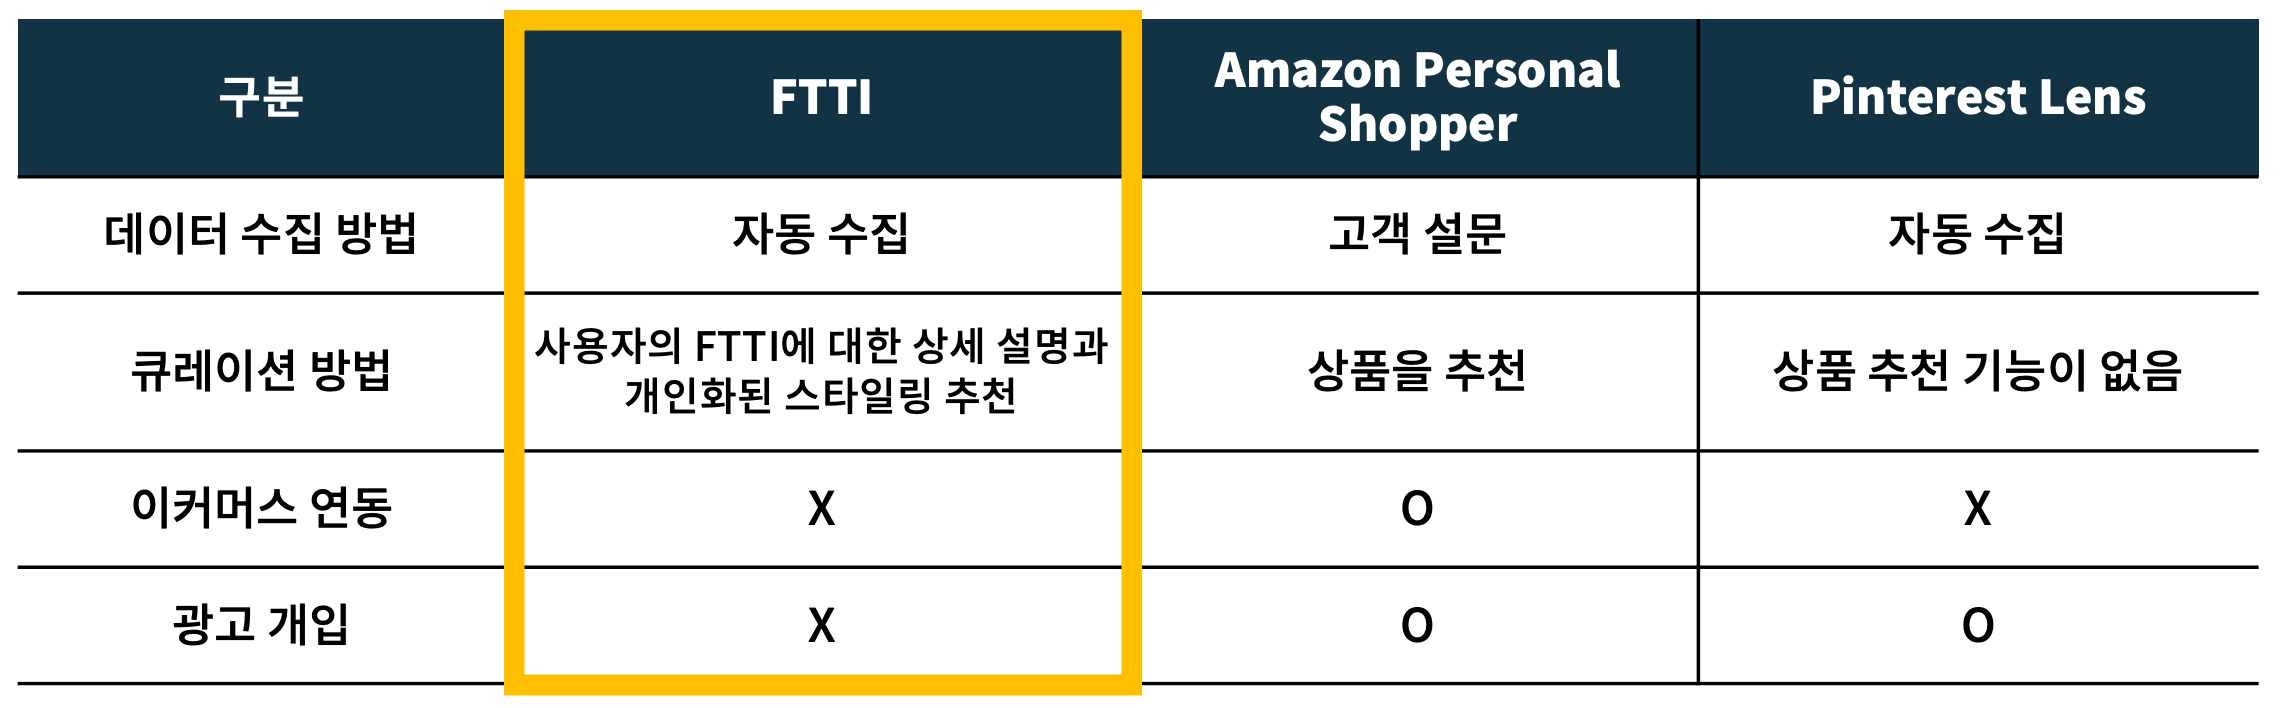 구분
FTTI
Amazon Personal
Shopper
Pinterest Lens
데이터 수집 방법
자동 수집
고객 설문
자동 수집
큐레이션 방법
사용자의 FTTI에 대한 상세 설명과
개인화된 스타일링 추천
상품을 추천
상품 추천 기능이 없음
이커머스 연동
X
O
X
광고 개입
X
O
O